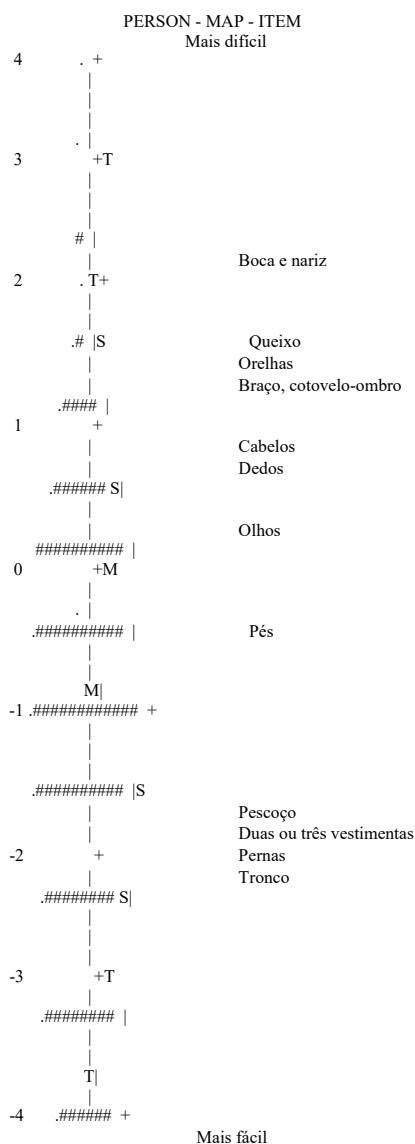 PERSON - MAP - ITEM
Mais difícil
4 . +
|
|
|
|
. |
3 +T
|
|
|
|
# |
| Boca e nariz
2 . T+
|
|
.# |S Queixo
| Orelhas
| Braço, cotovelo-ombro
.#### |
1 +
| Cabelos
| Dedos
.###### S|
|
| Olhos
########## |
0 +M
|
. |
.########## | Pés
|
|
M|
-1 .############ +
|
|
|
|
.########## |S
| Pescoço
| Duas ou três vestimentas
-2 + Pernas
| Tronco
.######## S|
|
|
|
-3 +T
|
.######## |
|
|
T|
|
-4 .###### +
Mais fácil